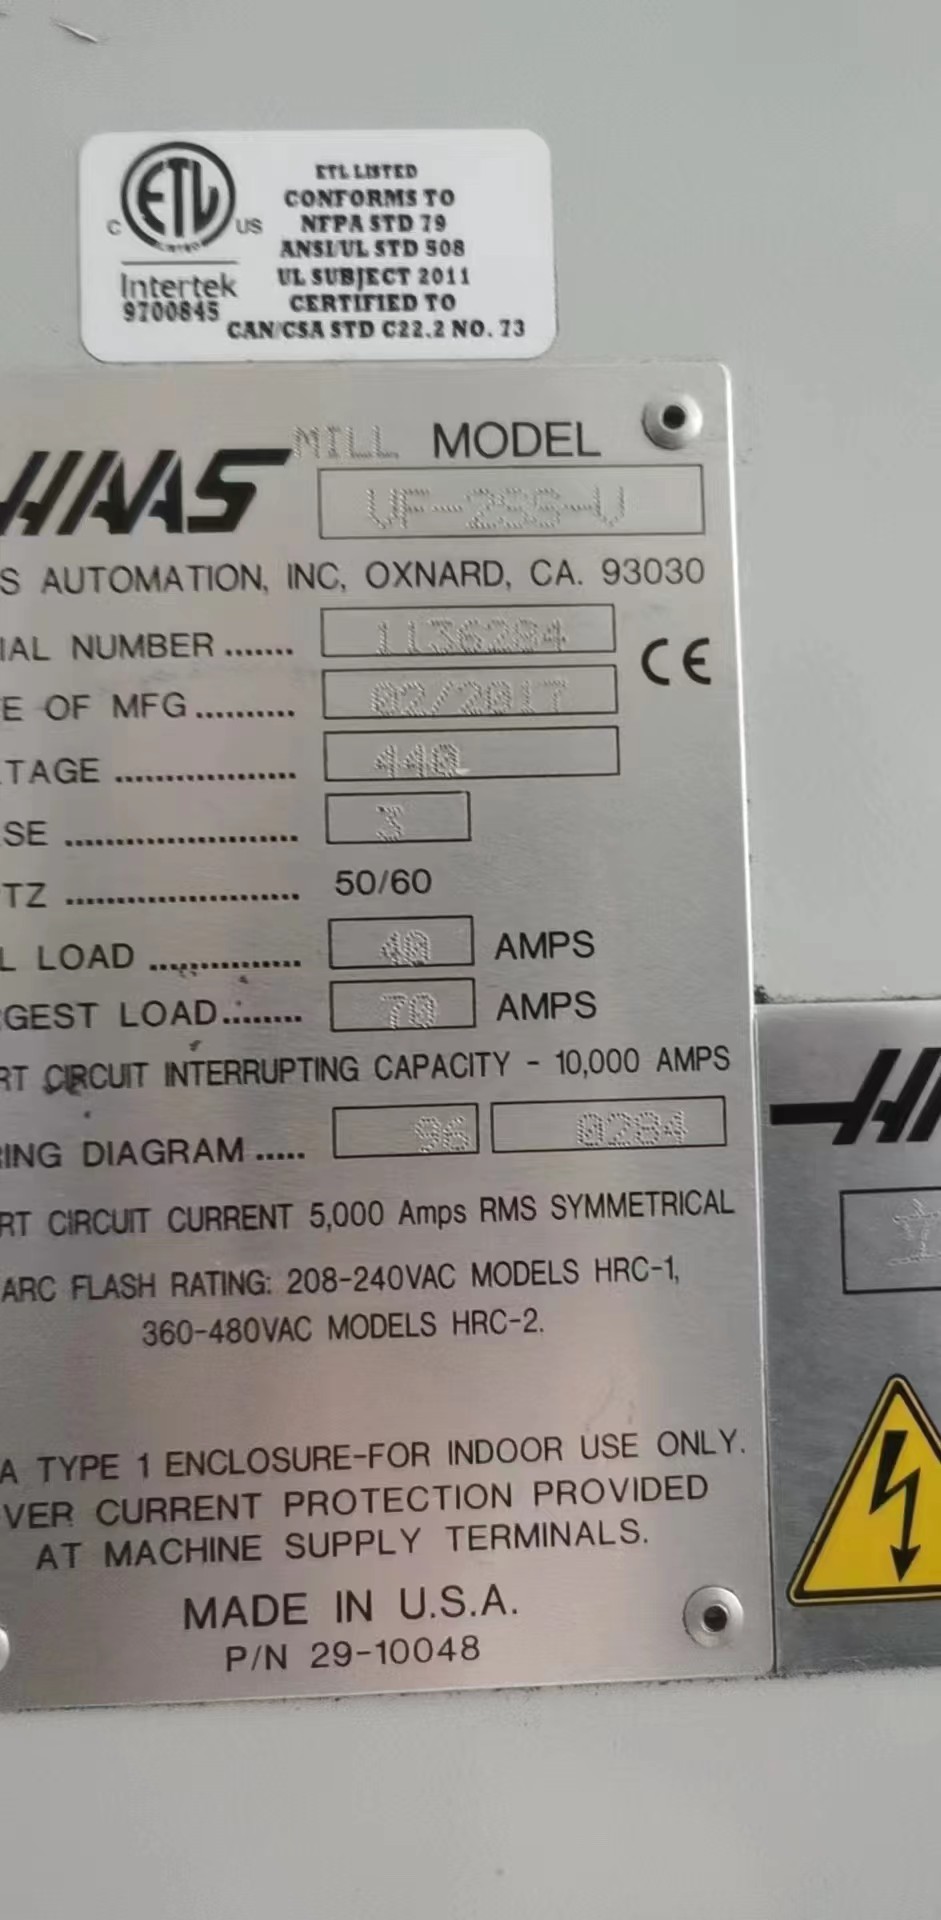 ETL LISTED
CONFORMS TO
NFPA STD 79
ANSI/UL STD 508
UL SUBJECT 2011
CERTIFIED TO
CAN/CSA STD C22.2 NO. 73
C ETL US
LISTED
Intertek
9700845
HAAS MILL MODEL
VF-2SS-V
S AUTOMATION, INC, OXNARD, CA. 93030
IAL NUMBER ....... 1136284
CE
E OF MFG .......... 02/2017
TAGE ................. 440
SE ...................... 3
TZ ...................... 50/60
L LOAD .............. 40 AMPS
GEST LOAD ........ 70 AMPS
RT CIRCUIT INTERRUPTING CAPACITY - 10,000 AMPS
ING DIAGRAM ..... 96 0284
RT CIRCUIT CURRENT 5,000 Amps RMS SYMMETRICAL
ARC FLASH RATING: 208-240VAC MODELS HRC-1,
360-480VAC MODELS HRC-2.
A TYPE 1 ENCLOSURE-FOR INDOOR USE ONLY.
VER CURRENT PROTECTION PROVIDED
AT MACHINE SUPPLY TERMINALS.
MADE IN U.S.A.
P/N 29-10048